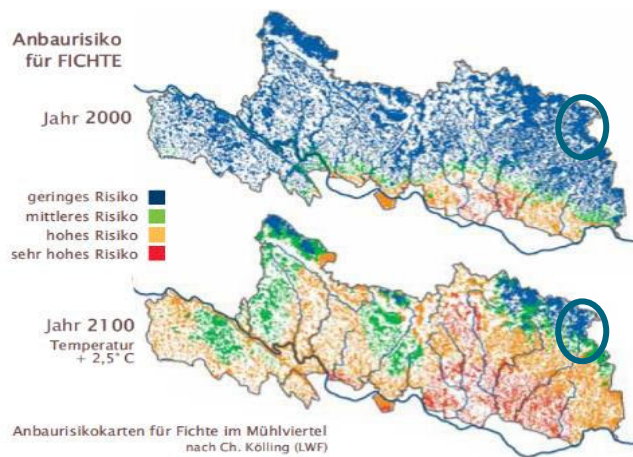 Anbaurisiko
für FICHTE
Jahr 2000
geringes Risiko
mittleres Risiko
hohes Risiko
sehr hohes Risiko
Jahr 2100
Temperatur
+ 2,5° C
Anbaurisikokarten für Fichte im Mühlviertel
nach Ch. Kölling (LWF)